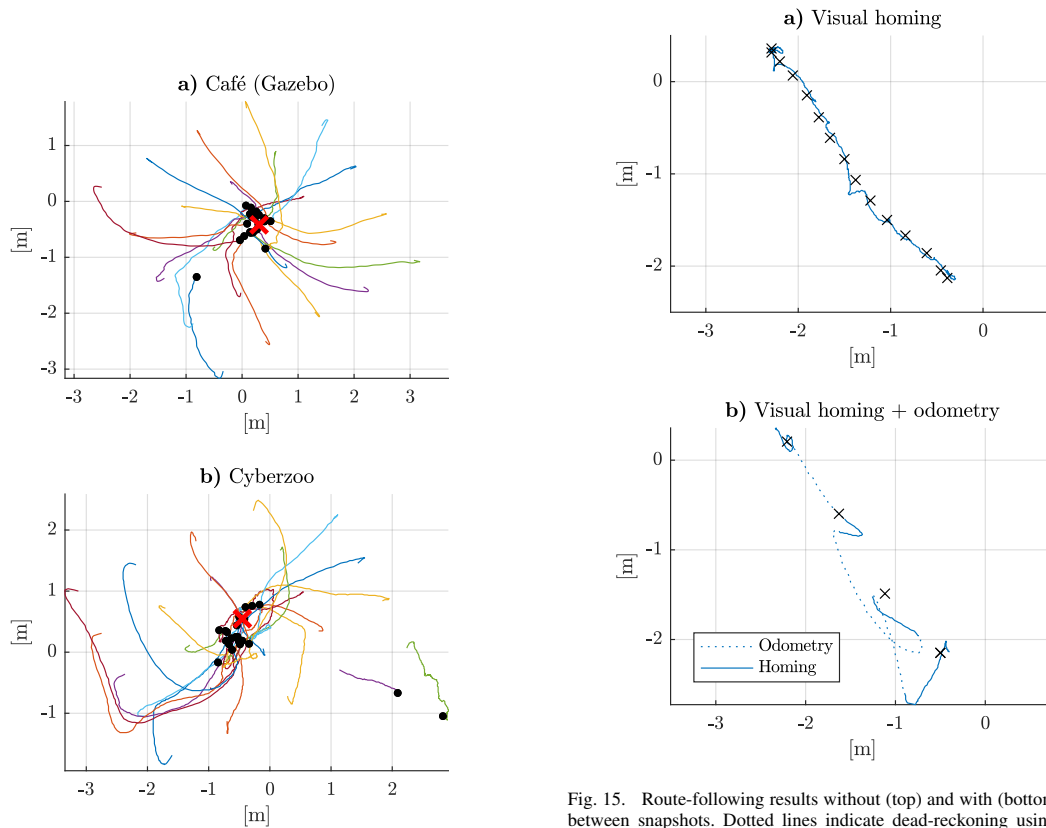 a) Café (Gazebo)
1
0
-1
-2
-3
[m]
-3 -2 -1 0 1 2 3
[m]
b) Cyberzoo
2
1
0
-1
[m]
-3 -2 -1 0 1 2
[m]
a) Visual homing
0
-1
-2
[m]
-3 -2 -1 0
[m]
b) Visual homing + odometry
0
-1
-2
[m]
Odometry
Homing
-3 -2 -1 0
[m]
Fig. 15. Route-following results without (top) and with (bottom
between snapshots. Dotted lines indicate dead-reckoning usin